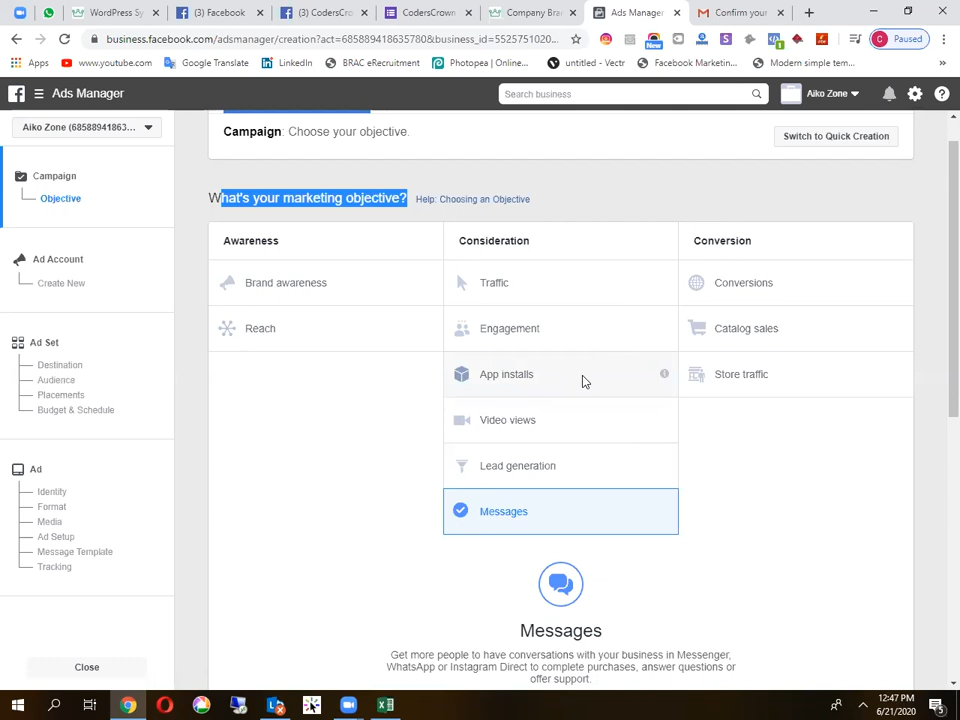 WordPress Sy
(3) Facebook
(3) CodersCro
CodersCrown
Company Bra
Ads Manager
Confirm your
business.facebook.com/adsmanager/creation?act=685889418635780&business_id=5525751020...
New
Paused
Apps
www.youtube.com
Google Translate
LinkedIn
BRAC eRecruitment
Photopea | Online...
untitled - Vectr
Facebook Marketin...
Modern simple tem...
Ads Manager
Search business
Aiko Zone
Aiko Zone (68588941863...
Campaign: Choose your objective.
Switch to Quick Creation
Campaign
Objective
Ad Account
Create New
Ad Set
Destination
Audience
Placements
Budget & Schedule
Ad
Identity
Format
Media
Ad Setup
Message Template
Tracking
Close
What's your marketing objective? Help: Choosing an Objective
Awareness
Consideration
Conversion
Brand awareness
Traffic
Conversions
Reach
Engagement
Catalog sales
App installs
Store traffic
Video views
Lead generation
Messages
Messages
Get more people to have conversations with your business in Messenger,
WhatsApp or Instagram Direct to complete purchases, answer questions or
offer support.
12:47 PM
6/21/2020
5